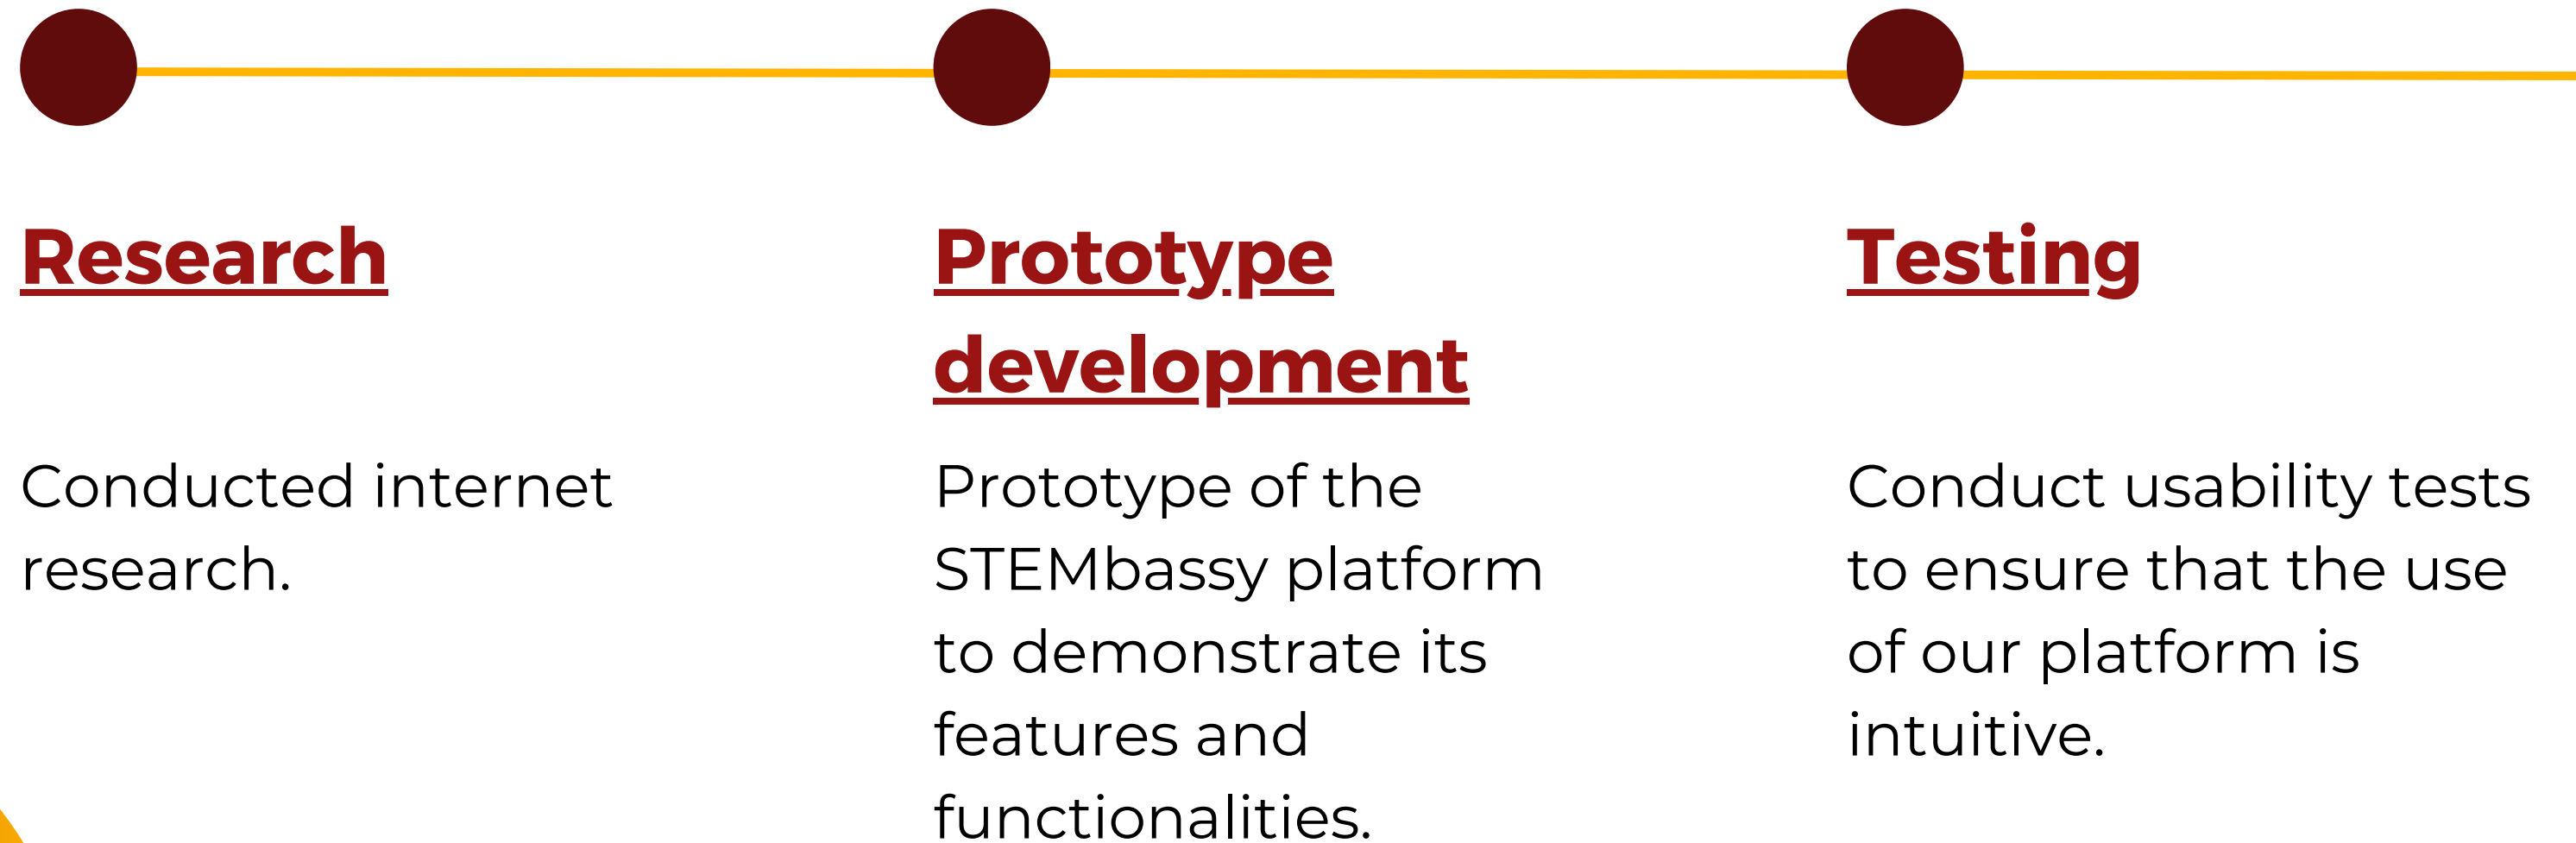 Research
Conducted internet
research.
Prototype
development
Prototype of the
STEMbassy platform
to demonstrate its
features and
functionalities.
Testing
Conduct usability tests
to ensure that the use
of our platform is
intuitive.